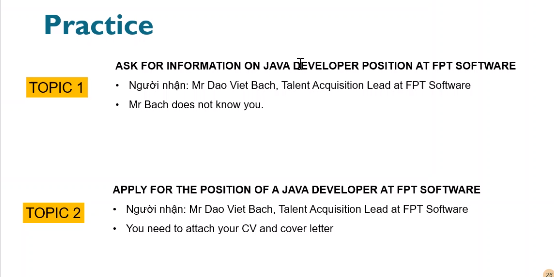 Practice
ASK FOR INFORMATION ON JAVA DEVELOPER POSITION AT FPT SOFTWARE
TOPIC 1
• Người nhận: Mr Dao Viet Bach, Talent Acquisition Lead at FPT Software
• Mr Bach does not know you.
APPLY FOR THE POSITION OF A JAVA DEVELOPER AT FPT SOFTWARE
TOPIC 2
• Người nhận: Mr Dao Viet Bach, Talent Acquisition Lead at FPT Software
• You need to attach your CV and cover letter